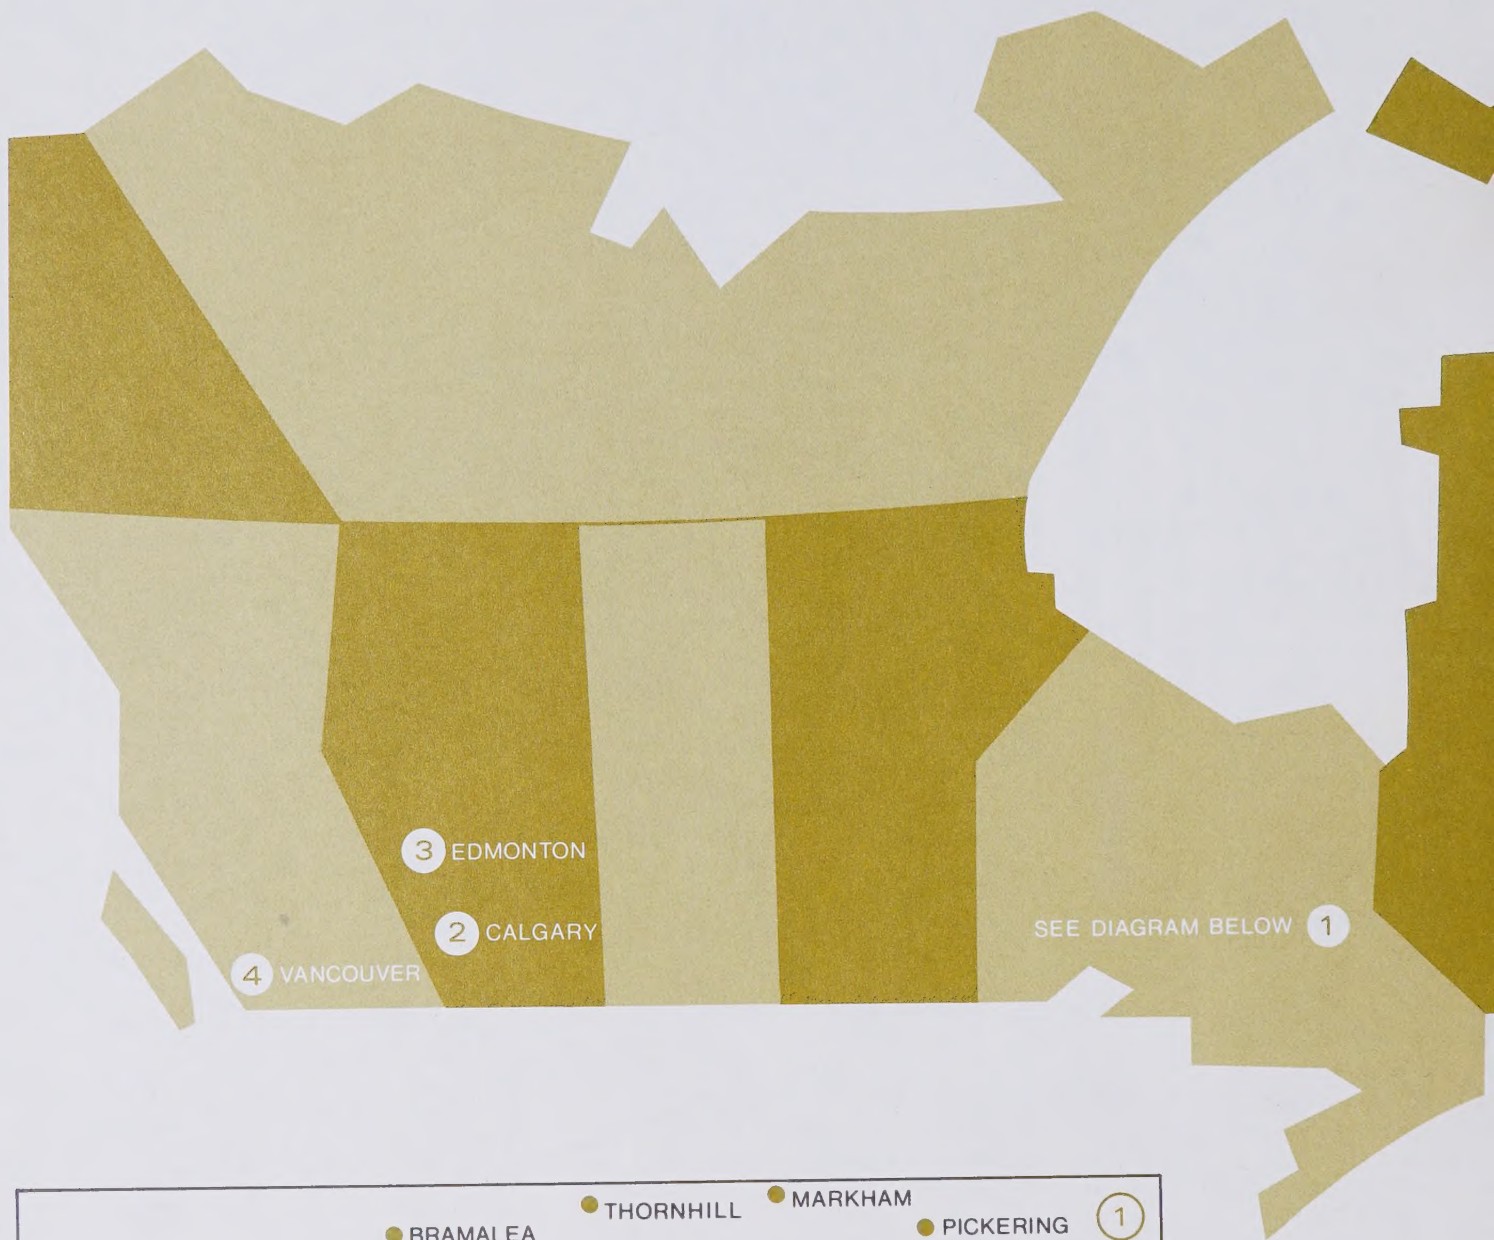 3 EDMONTON
2 CALGARY
SEE DIAGRAM BELOW 1
4 VANCOUVER
THORNHILL
MARKHAM
BRAMALEA
PICKERING
1